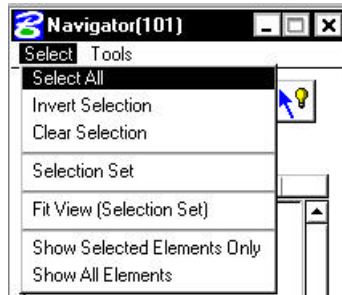 Navigator(101)
Select Tools
Select All
Invert Selection
Clear Selection
Selection Set
Fit View (Selection Set)
Show Selected Elements Only
Show All Elements